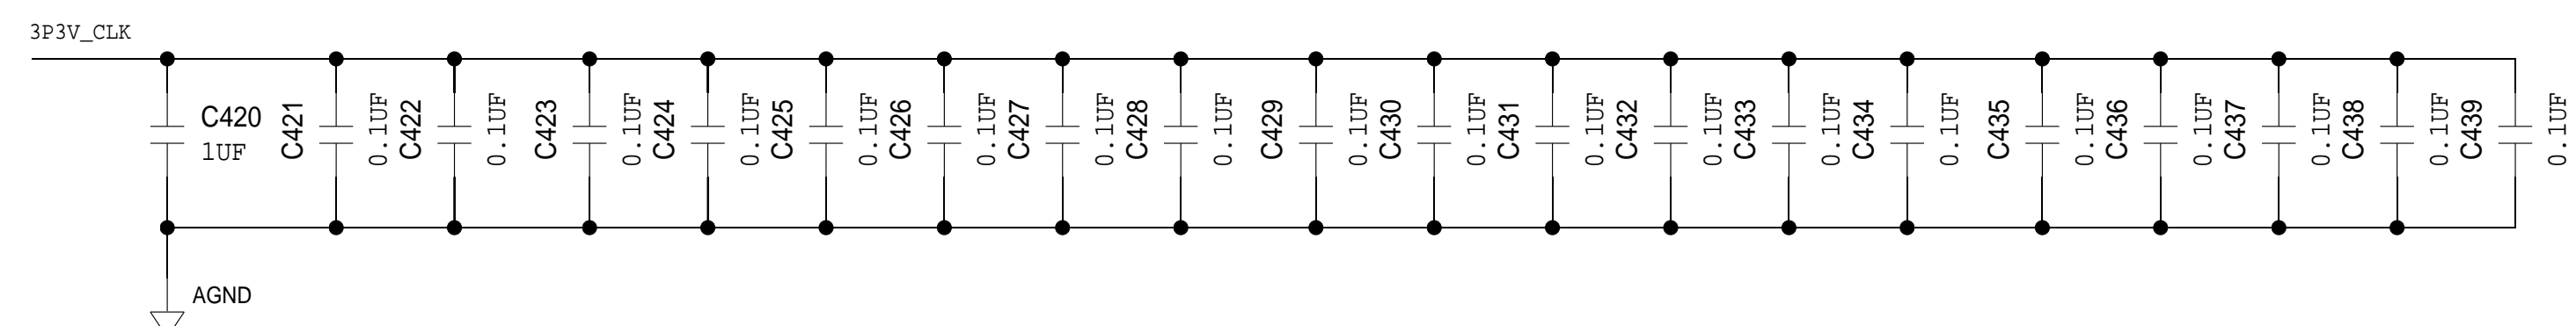 3P3V_CLK
C420
1UF
C421
0.1UF
C422
0.1UF
C423
0.1UF
C424
0.1UF
C425
0.1UF
C426
0.1UF
C427
0.1UF
C428
0.1UF
C429
0.1UF
C430
0.1UF
C431
0.1UF
C432
0.1UF
C433
0.1UF
C434
0.1UF
C435
0.1UF
C436
0.1UF
C437
0.1UF
C438
0.1UF
C439
0.1UF
AGND